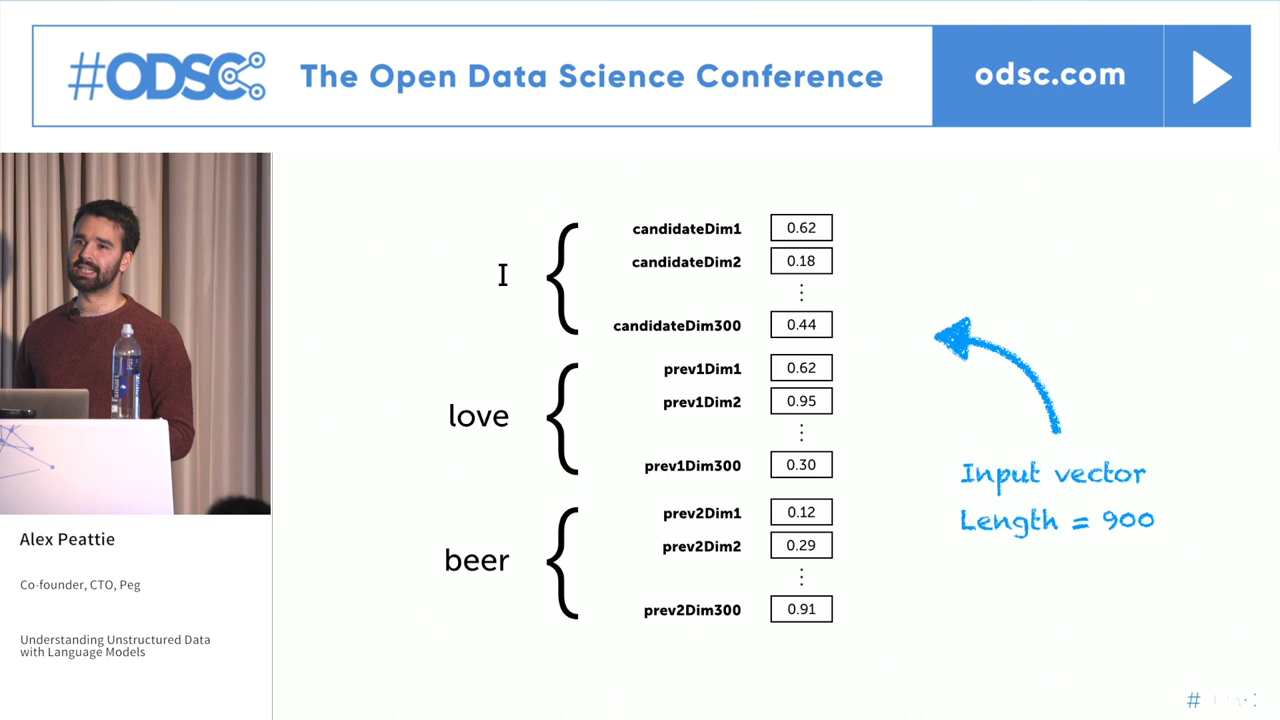 #ODSC The Open Data Science Conference odsc.com
I
candidateDim1 0.62
candidateDim2 0.18
candidateDim300 0.44
love
prev1Dim1 0.62
prev1Dim2 0.95
prev1Dim300 0.30
beer
prev2Dim1 0.12
prev2Dim2 0.29
prev2Dim300 0.91
Input vector
Length = 900
Alex Peattie
Co-founder, CTO, Peg
Understanding Unstructured Data
with Language Models
#